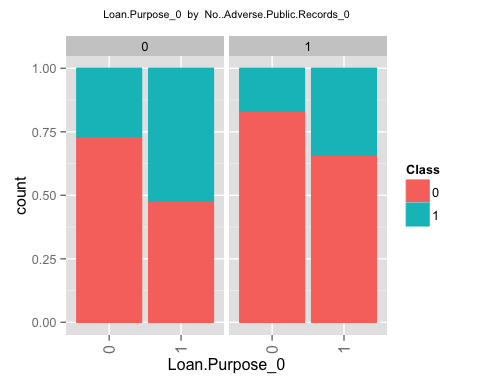 Loan.Purpose_0 by No..Adverse.Public.Records_0
0 1
1.00
0.75
0.50
0.25
0.00
count
0 1 0 1
Loan.Purpose_0
Class
0
1